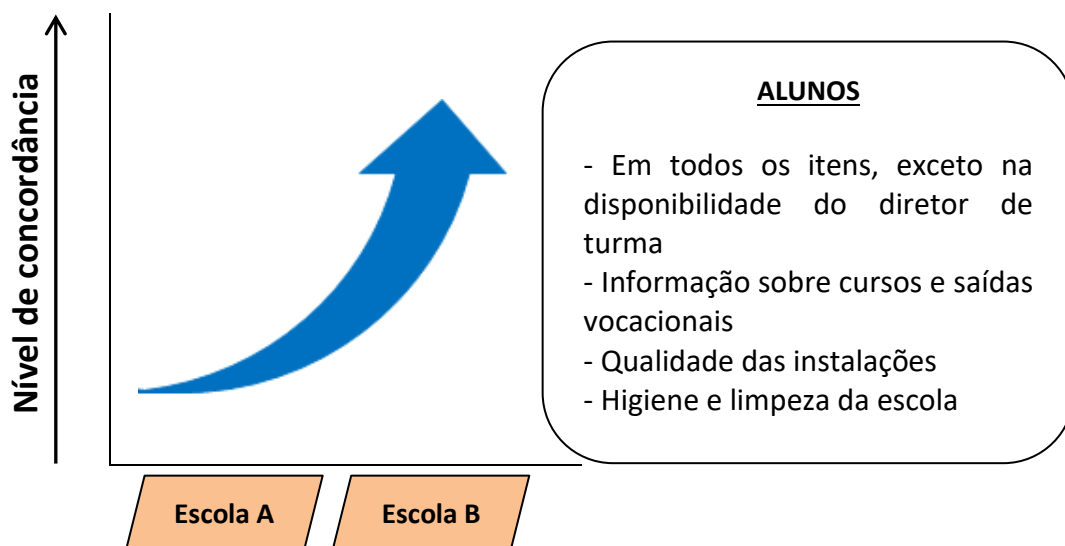 Nível de concordância
ALUNOS
- Em todos os itens, exceto na
disponibilidade do diretor de
turma
- Informação sobre cursos e saídas
vocacionais
- Qualidade das instalações
- Higiene e limpeza da escola
Escola A
Escola B